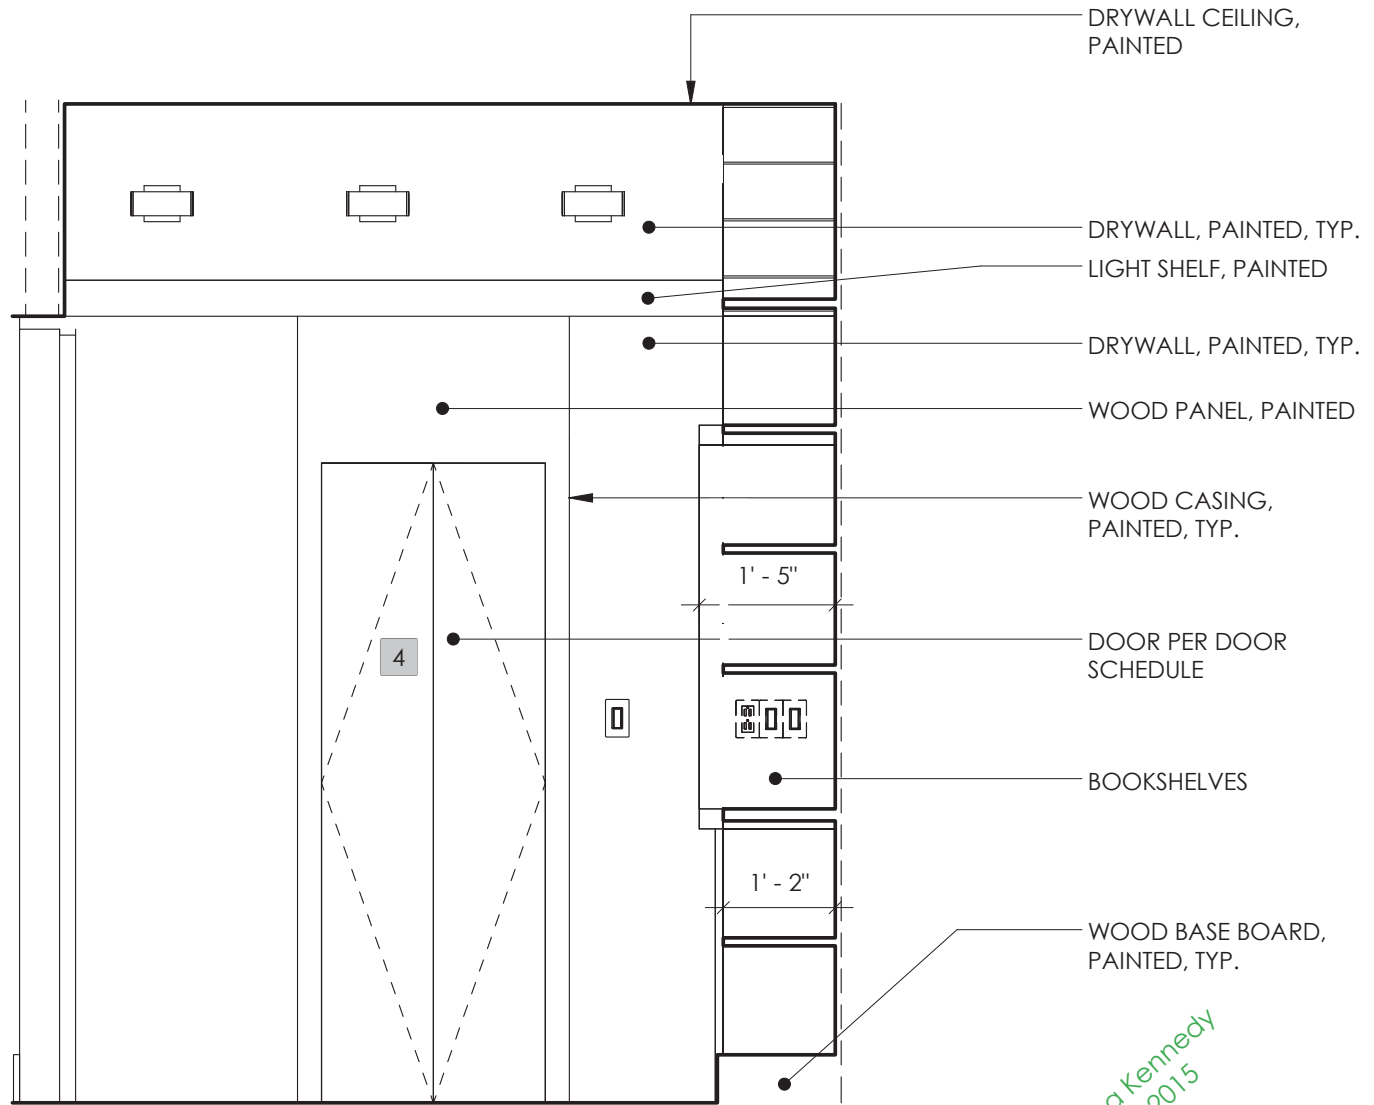 DRYWALL CEILING,
PAINTED
DRYWALL, PAINTED, TYP.
LIGHT SHELF, PAINTED
DRYWALL, PAINTED, TYP.
WOOD PANEL, PAINTED
WOOD CASING,
PAINTED, TYP.
1' - 5"
DOOR PER DOOR
SCHEDULE
4
BOOKSHELVES
1' - 2"
WOOD BASE BOARD,
PAINTED, TYP.
a Kennedy
2015